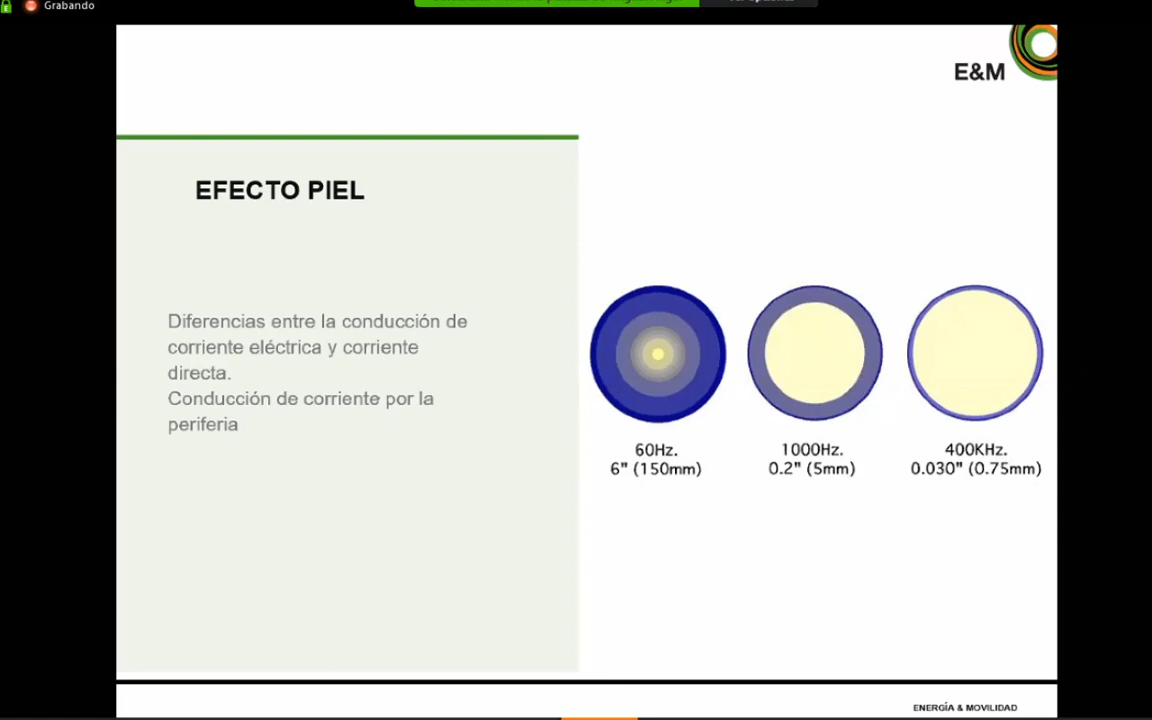 Grabando
E&M
EFECTO PIEL
Diferencias entre la conducción de
corriente eléctrica y corriente
directa.
Conducción de corriente por la
periferia
60Hz.
6" (150mm)
1000Hz.
0.2" (5mm)
400KHz.
0.030" (0.75mm)
ENERGÍA & MOVILIDAD